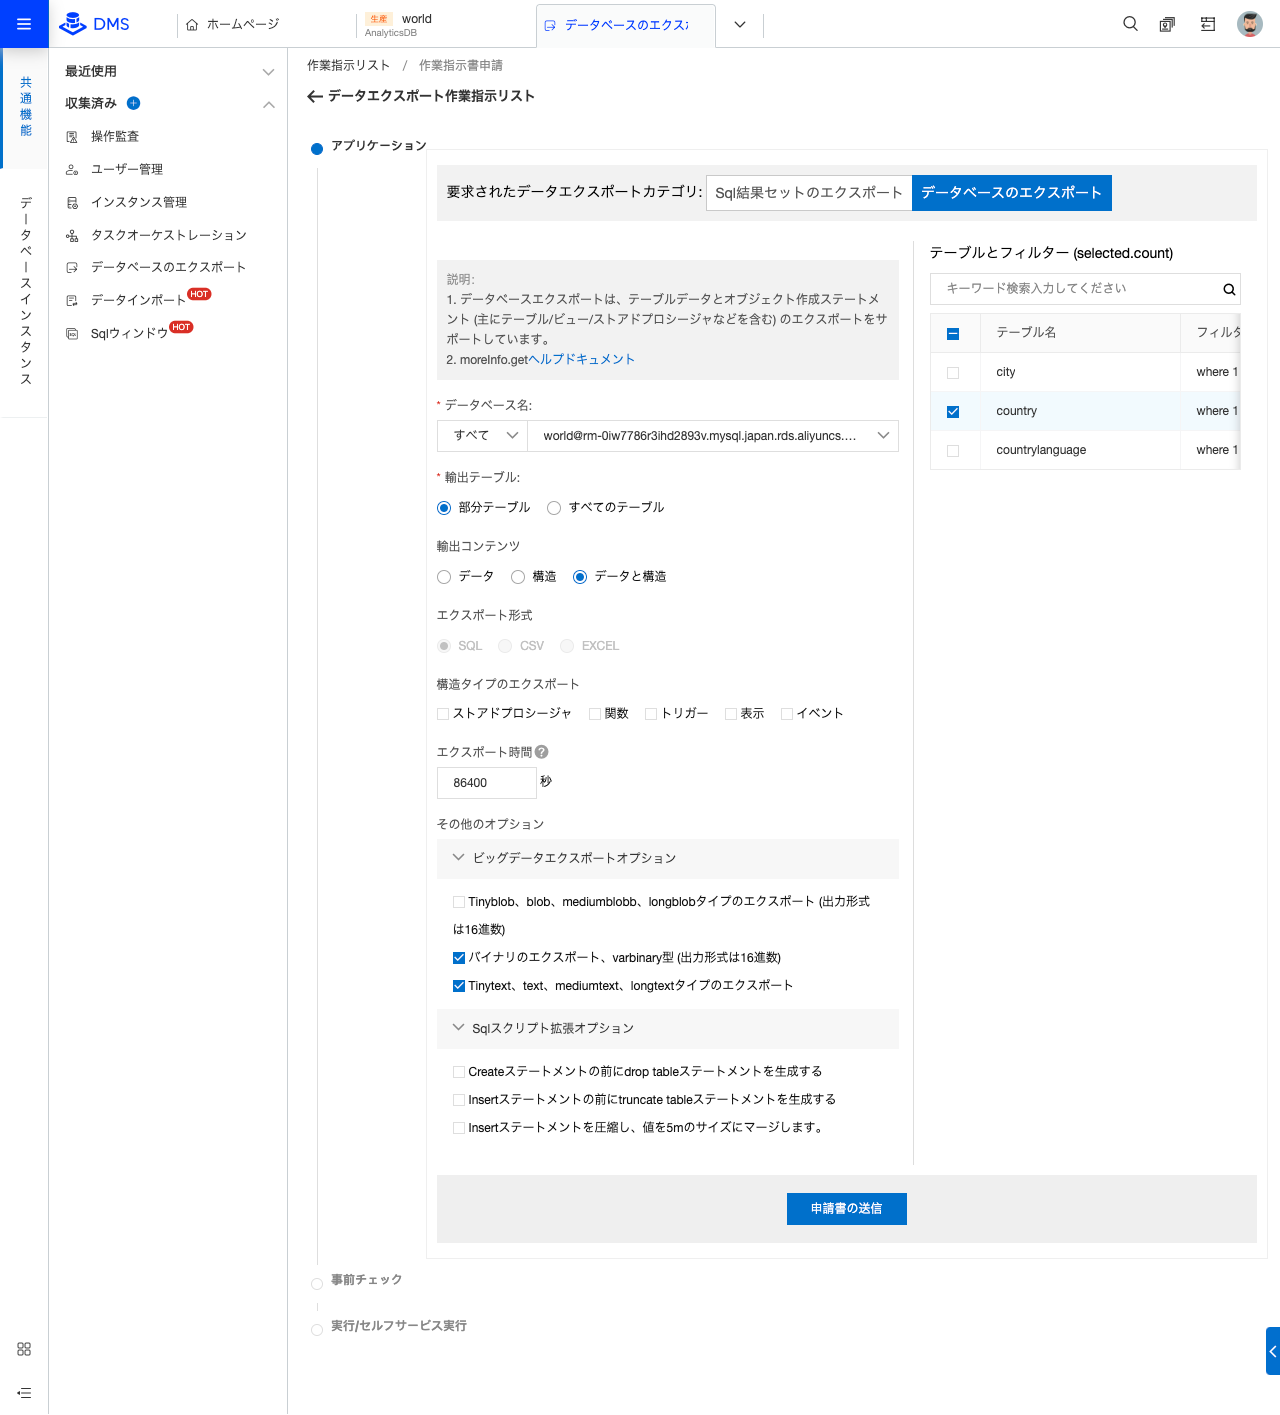 DMS
ホームページ
生産 world
AnalyticsDB
データベースのエクスポ
共通機能
データベースインスタンス
最近使用
収集済み
操作監査
ユーザー管理
インスタンス管理
タスクオーケストレーション
データベースのエクスポート
データインポート HOT
Sqlウィンドウ HOT
作業指示リスト / 作業指示書申請
データエクスポート作業指示リスト
アプリケーション
要求されたデータエクスポートカテゴリ: Sql結果セットのエクスポート データベースのエクスポート
説明:
1. データベースエクスポートは、テーブルデータとオブジェクト作成ステートメ
ント (主にテーブル/ビュー/ストアドプロシージャなどを含む) のエクスポートをサ
ポートしています。
2. moreInfo.getヘルプドキュメント
* データベース名:
すべて world@rm-0iw7786r3ihd2893v.mysql.japan.rds.aliyuncs....
* 輸出テーブル:
部分テーブル すべてのテーブル
輸出コンテンツ
データ 構造 データと構造
エクスポート形式
SQL CSV EXCEL
構造タイプのエクスポート
ストアドプロシージャ 関数 トリガー 表示 イベント
エクスポート時間 ?
86400 秒
その他のオプション
ビッグデータエクスポートオプション
Tinyblob、blob、mediumblobb、longblobタイプのエクスポート (出力形式
は16進数)
バイナリのエクスポート、varbinary型 (出力形式は16進数)
Tinytext、text、mediumtext、longtextタイプのエクスポート
Sqlスクリプト拡張オプション
Createステートメントの前にdrop tableステートメントを生成する
Insertステートメントの前にtruncate tableステートメントを生成する
Insertステートメントを圧縮し、値を5mのサイズにマージします。
テーブルとフィルター (selected.count)
キーワード検索入力してください
テーブル名 フィルタ
city where 1
country where 1
countrylanguage where 1
申請書の送信
事前チェック
実行/セルフサービス実行